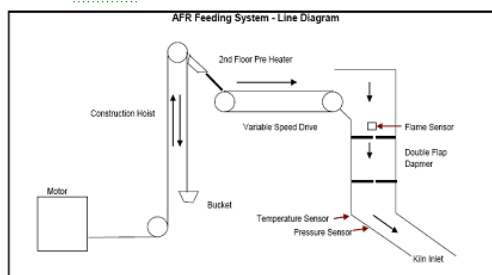 AFR Feeding System - Line Diagram
2nd Floor Pre Heater
Construction Hoist
Variable Speed Drive
Flame Sensor
Double Flap
Dapmer
Motor
Bucket
Temperature Sensor
Pressure Sensor
Kiln Inlet